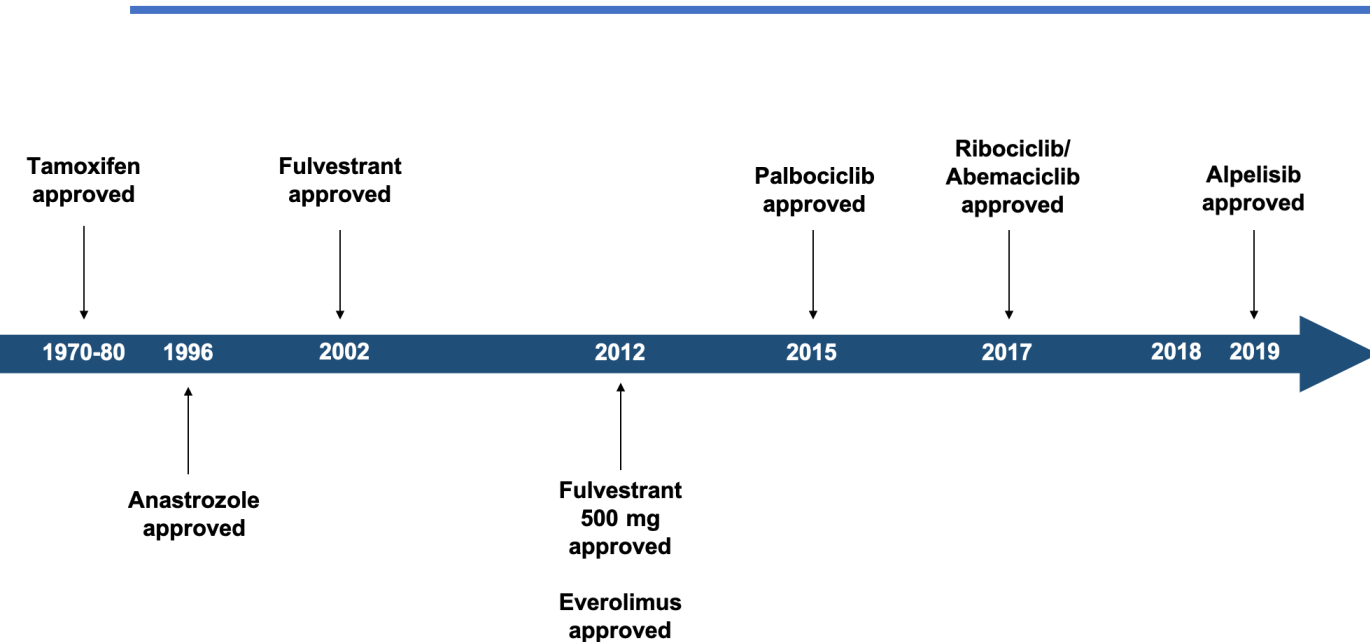 Tamoxifen
approved
Fulvestrant
approved
Palbociclib
approved
Ribociclib/
Abemaciclib
approved
Alpelisib
approved
1970-80 1996 2002 2012 2015 2017 2018 2019
Anastrozole
approved
Fulvestrant
500 mg
approved
Everolimus
approved